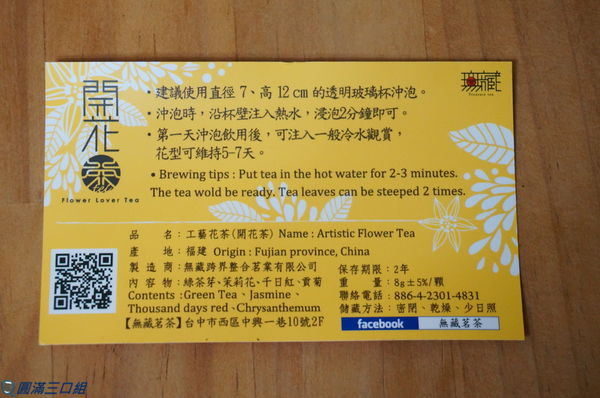 開花茶
tea
Flower Lover Tea
無藏
• 建議使用直徑 7、高 12 cm 的透明玻璃杯沖泡。
• 沖泡時，沿杯壁注入熱水，浸泡2分鐘即可。
• 第一天沖泡飲用後，可注入一般冷水觀賞，
花型可維持5-7天。
• Brewing tips : Put tea in the hot water for 2-3 minutes.
The tea wold be ready. Tea leaves can be steeped 2 times.
品 名：工藝花茶(開花茶) Name : Artistic Flower Tea
產 地：福建 Origin : Fujian province, China
製 造 商：無藏跨界整合茗業有限公司
內 容 物：綠茶芽、茉莉花、千日紅、貢菊
Contents :Green Tea 、Jasmine、
Thousand days red 、Chrysanthemum
【無藏茗茶】台中市西區中興一巷10號2F
保存期限：2年
重 量：8g ± 5%/ 顆
聯絡電話：886-4-2301-4831
儲藏方法：密閉、乾燥、少日照
facebook 無藏茗茶
圓滿三口組